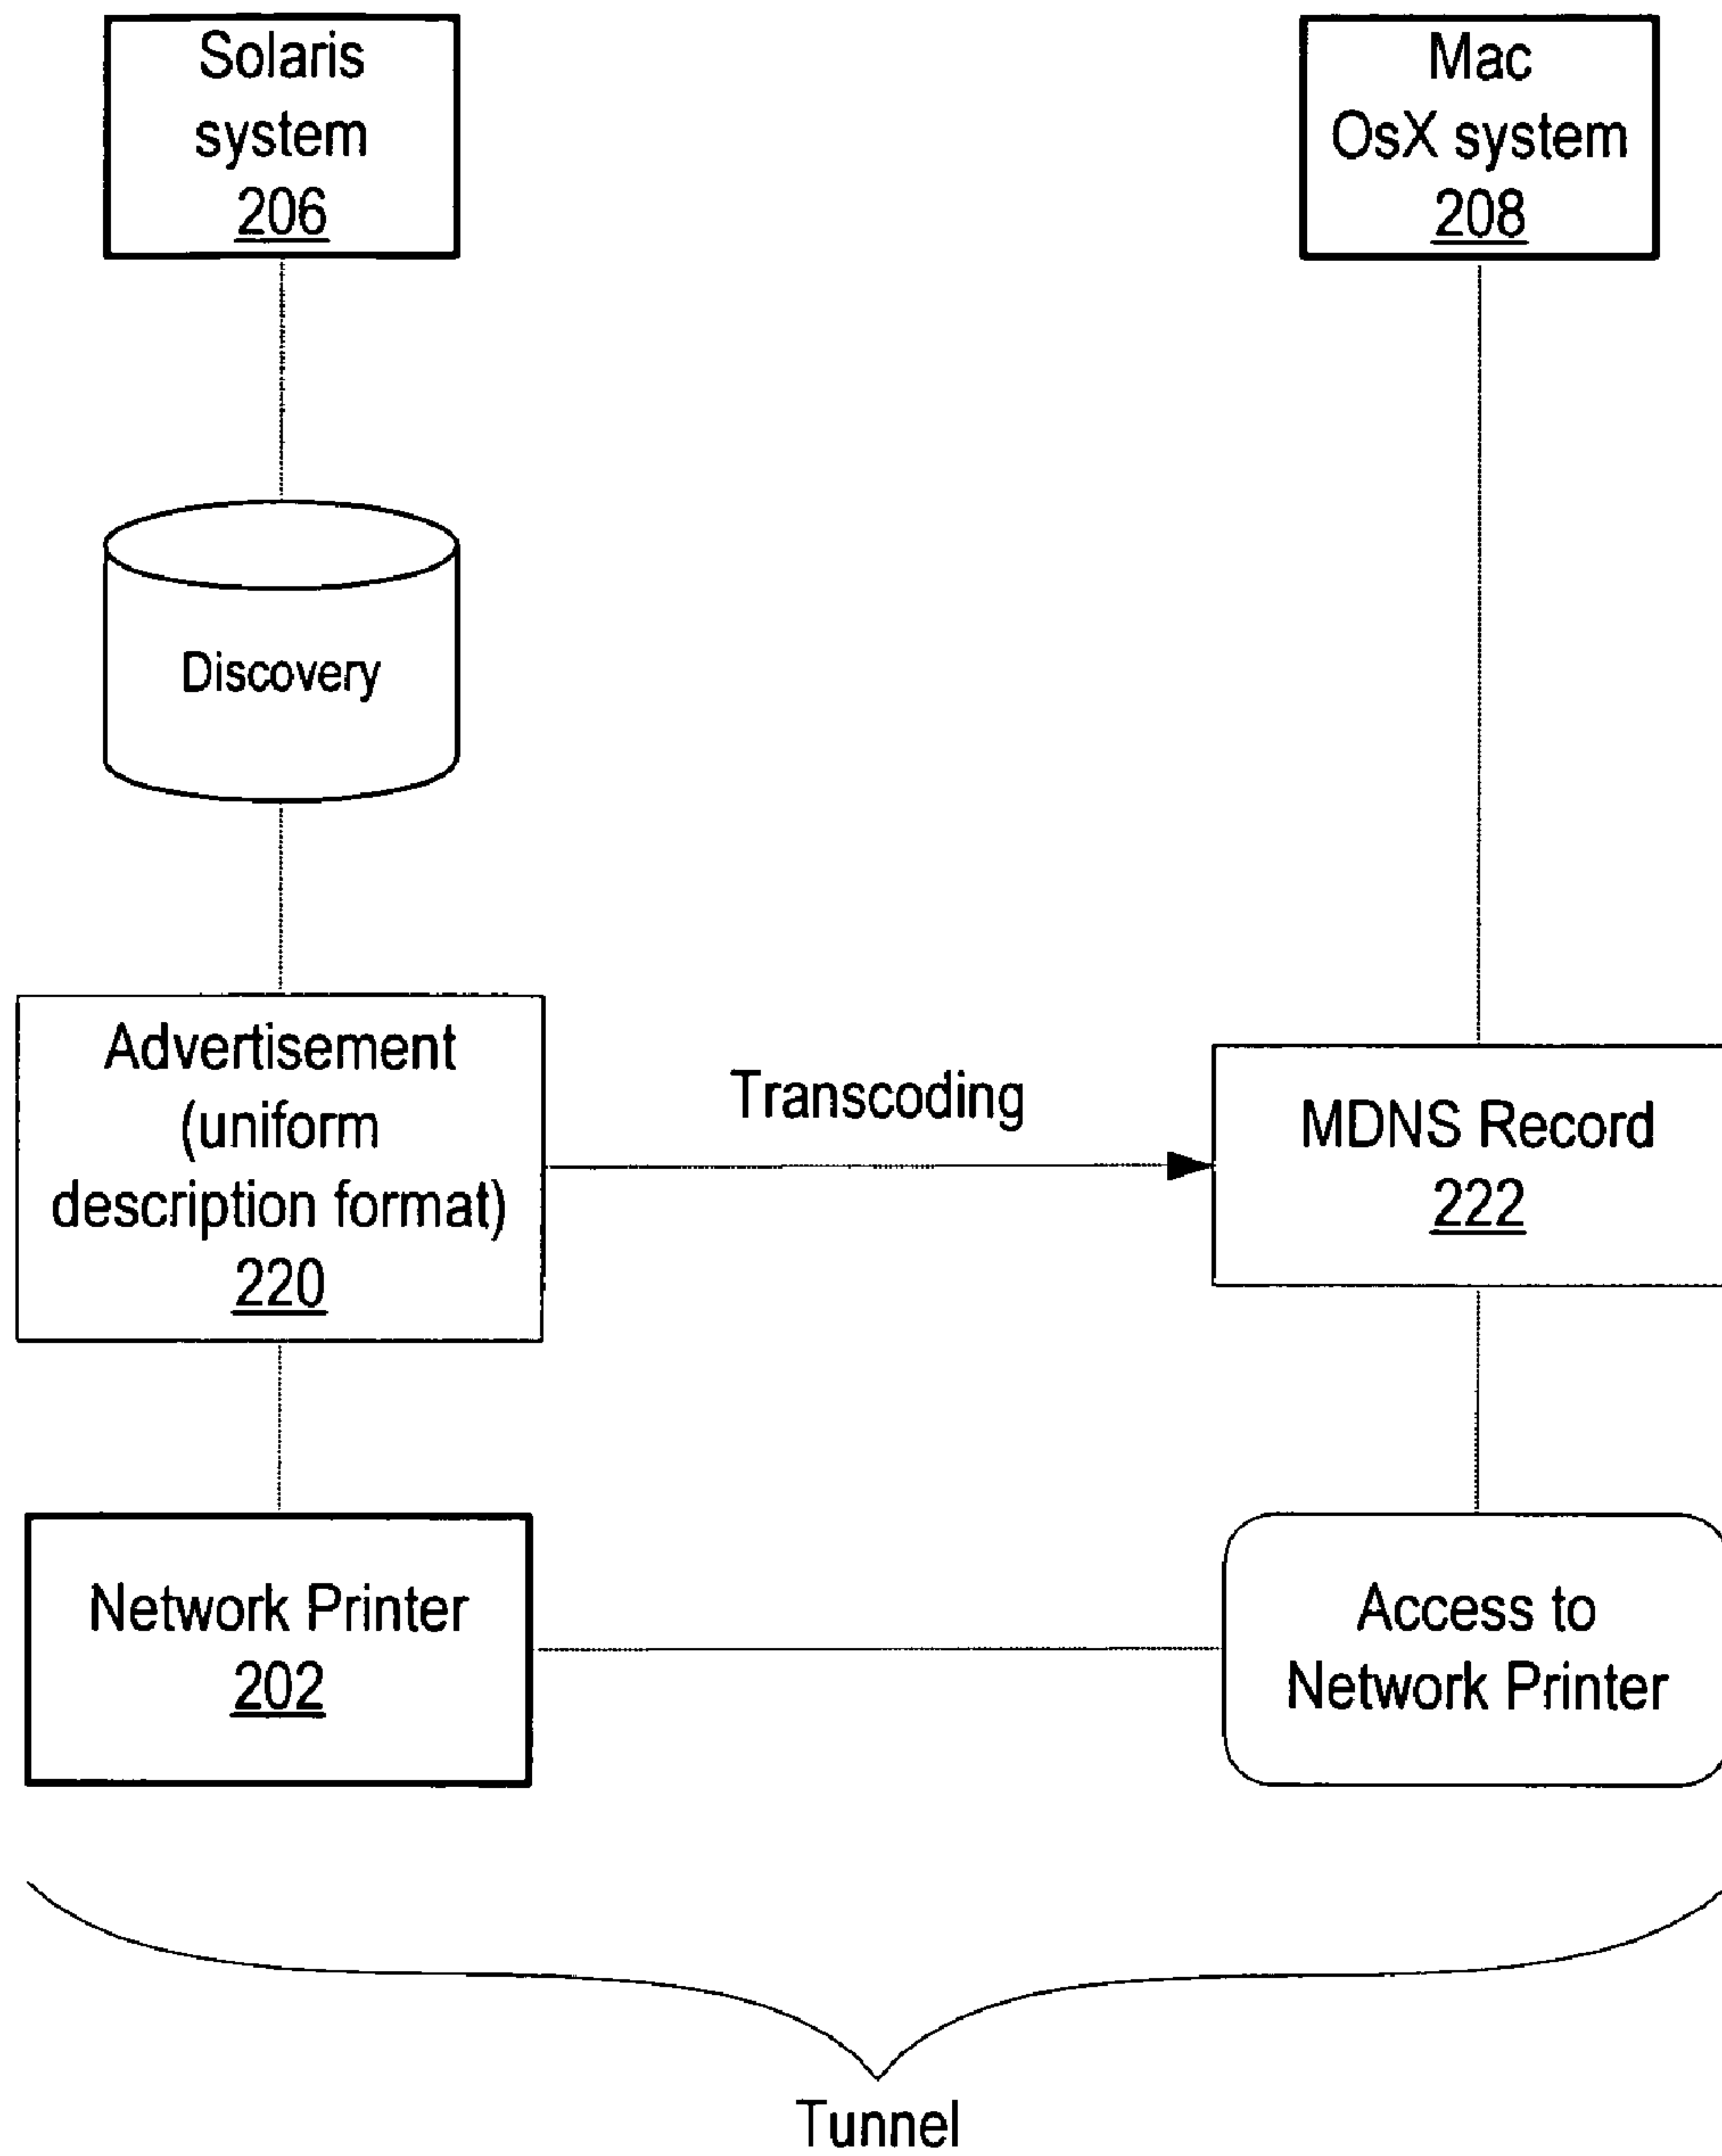 Solaris
system
206
Mac
OsX system
208
Discovery
Advertisement
(uniform
description format)
220
Transcoding
MDNS Record
222
Network Printer
202
Access to
Network Printer
Tunnel